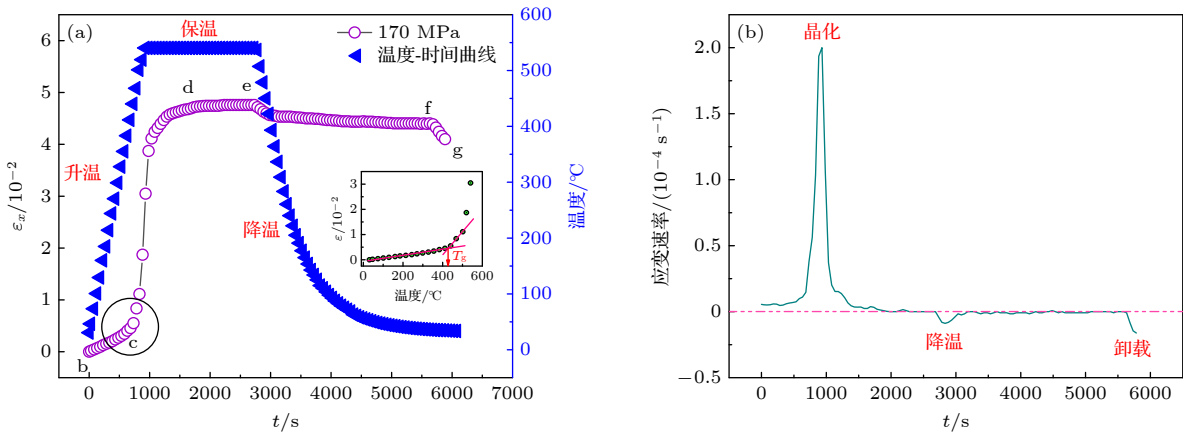 (a)
保温
170 MPa
温度-时间曲线
升温
降温
b
c
d
e
f
g
6
5
4
3
2
1
0
εx/10−2
600
500
400
300
200
100
0
温度/℃
0 1000 2000 3000 4000 5000 6000 7000
t/s
3
2
1
0
ε/10−2
Tg
0 200 400 600
温度/℃
(b)
晶化
降温
卸载
2.0
1.5
1.0
0.5
0
−0.5
应变速率/(10−4 s−1)
0 1000 2000 3000 4000 5000 6000
t/s